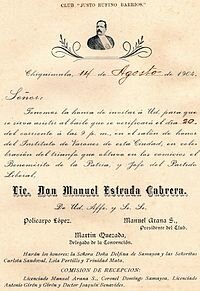 CLUB "JUSTO RUFINO BARRIOS."
Chiquimula, 14 de Agosto de 1904.
Señor:
Tenemos la honra de invitar á Ud. para que
se sirva asistir al baile que se verificará el día 20
del corriente á las 9 p. m., en el salón de honor
del Instituto de Varones de esta Ciudad, en cele-
bración del triunfo que obtuvo en los comicios el
Benemérito de la Patria, y Jefe del Partido
Liberal,
Lic. Don Manuel Estrada Cabrera.
De Ud. Affs. y Ss. Ss.
Policarpo López.
Manuel Arana S.,
Presidente del Club.
Martín Quezada,
Delegado de la Convención.
Harán los honores: la Señora Doña Delfina de Samayoa y las Señoritas
Carlota Sandoval, Lola Portillo y Trinidad Mata.
COMISION DE RECEPCION:
Licenciado Manuel Arana S., Coronel Domingo Samayoa, Licenciado
Antonio Girón y Girón y Doctor Joaquín Benavides.